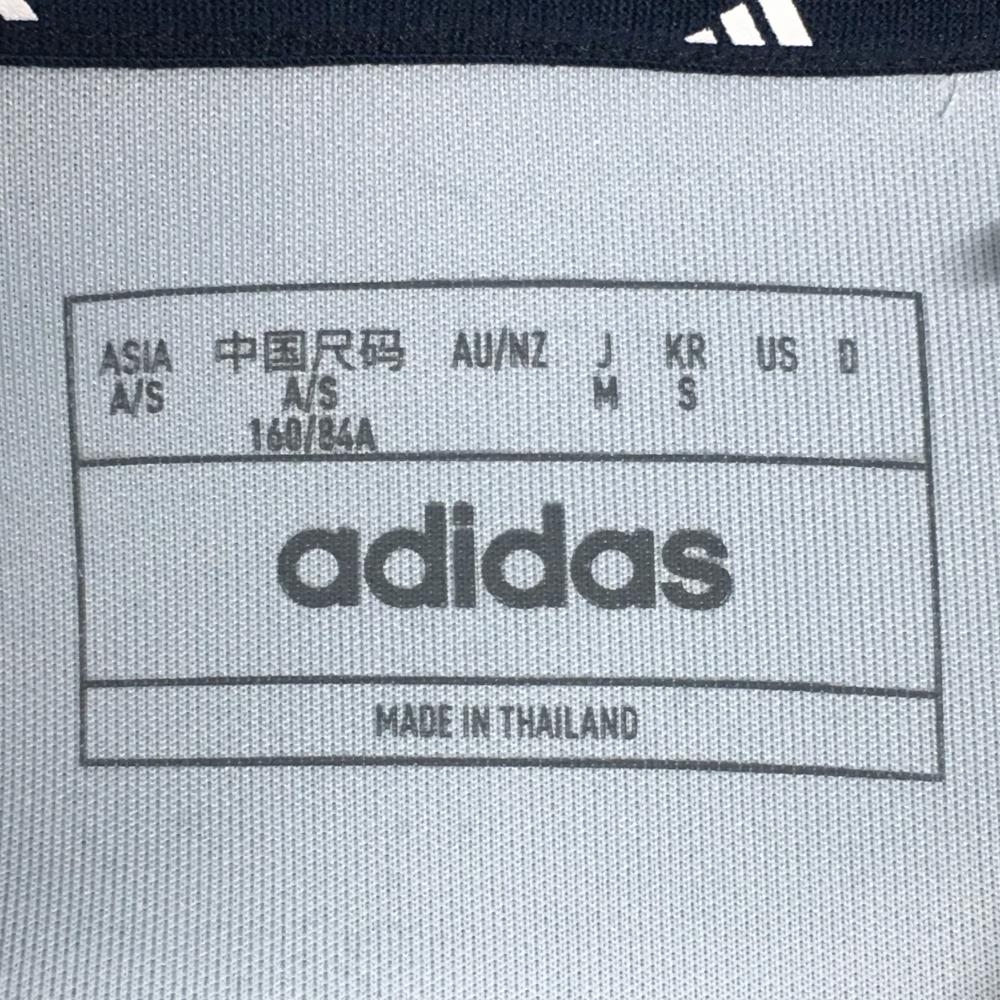 ASIA 中国尺码 AU/NZ J KR US D
A/S A/S M S
160/84A
adidas
MADE IN THAILAND